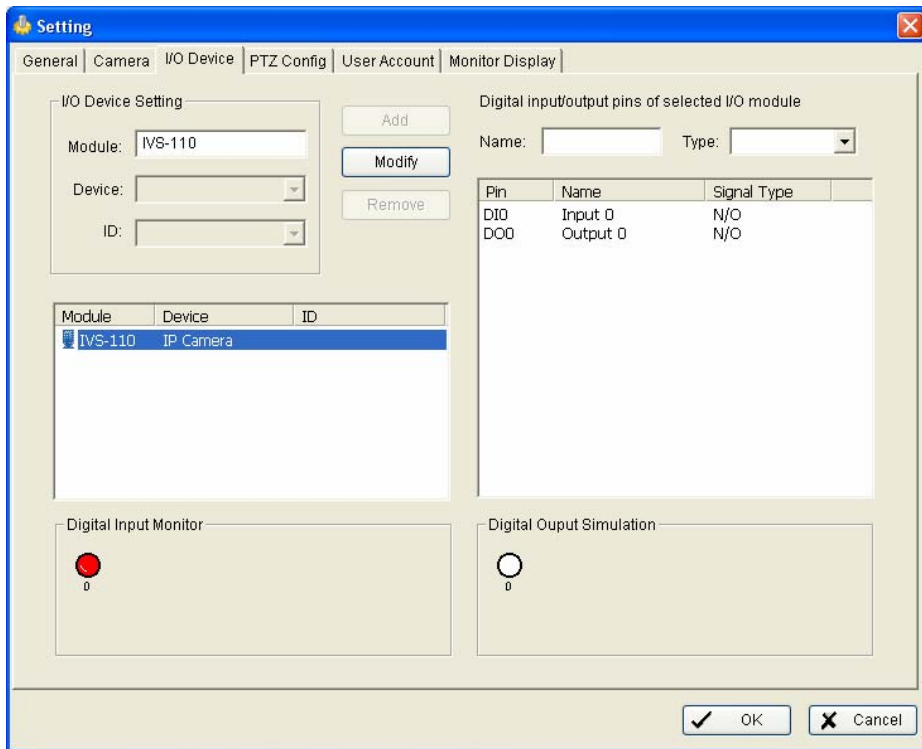 Setting
General Camera I/O Device PTZ Config User Account Monitor Display
I/O Device Setting
Module: IVS-110
Device:
ID:
Add
Modify
Remove
Digital input/output pins of selected I/O module
Name: Type:
Pin Name Signal Type
DI0 Input 0 N/O
DO0 Output 0 N/O
Module Device ID
IVS-110 IP Camera
Digital Input Monitor
0
Digital Ouput Simulation
0
OK Cancel